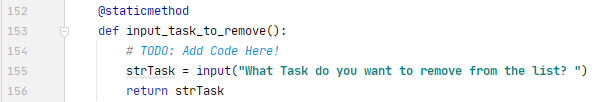 152 @staticmethod
153 def input_task_to_remove():
154 # TODO: Add Code Here!
155 strTask = input("What Task do you want to remove from the list? ")
156 return strTask